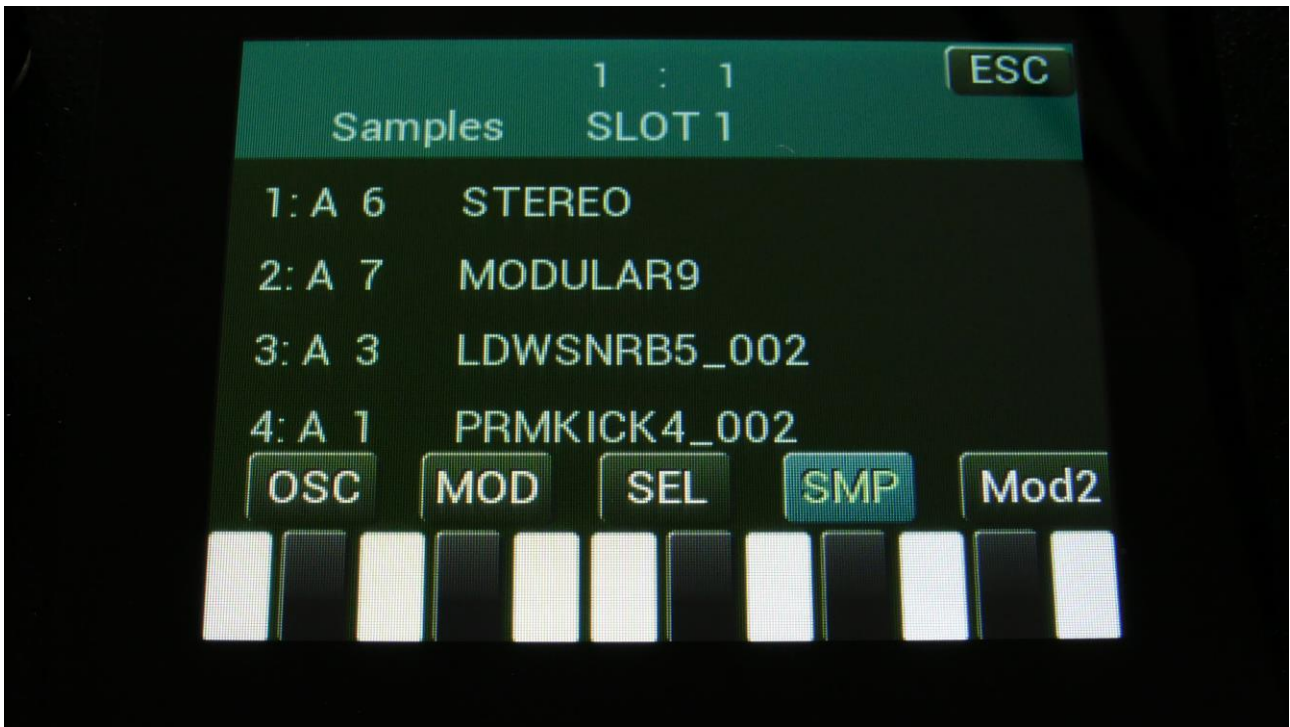 1 : 1 ESC
Samples SLOT 1
1: A 6 STEREO
2: A 7 MODULAR9
3: A 3 LDWSNRB5_002
4: A 1 PRMKICK4_002
OSC MOD SEL SMP Mod2